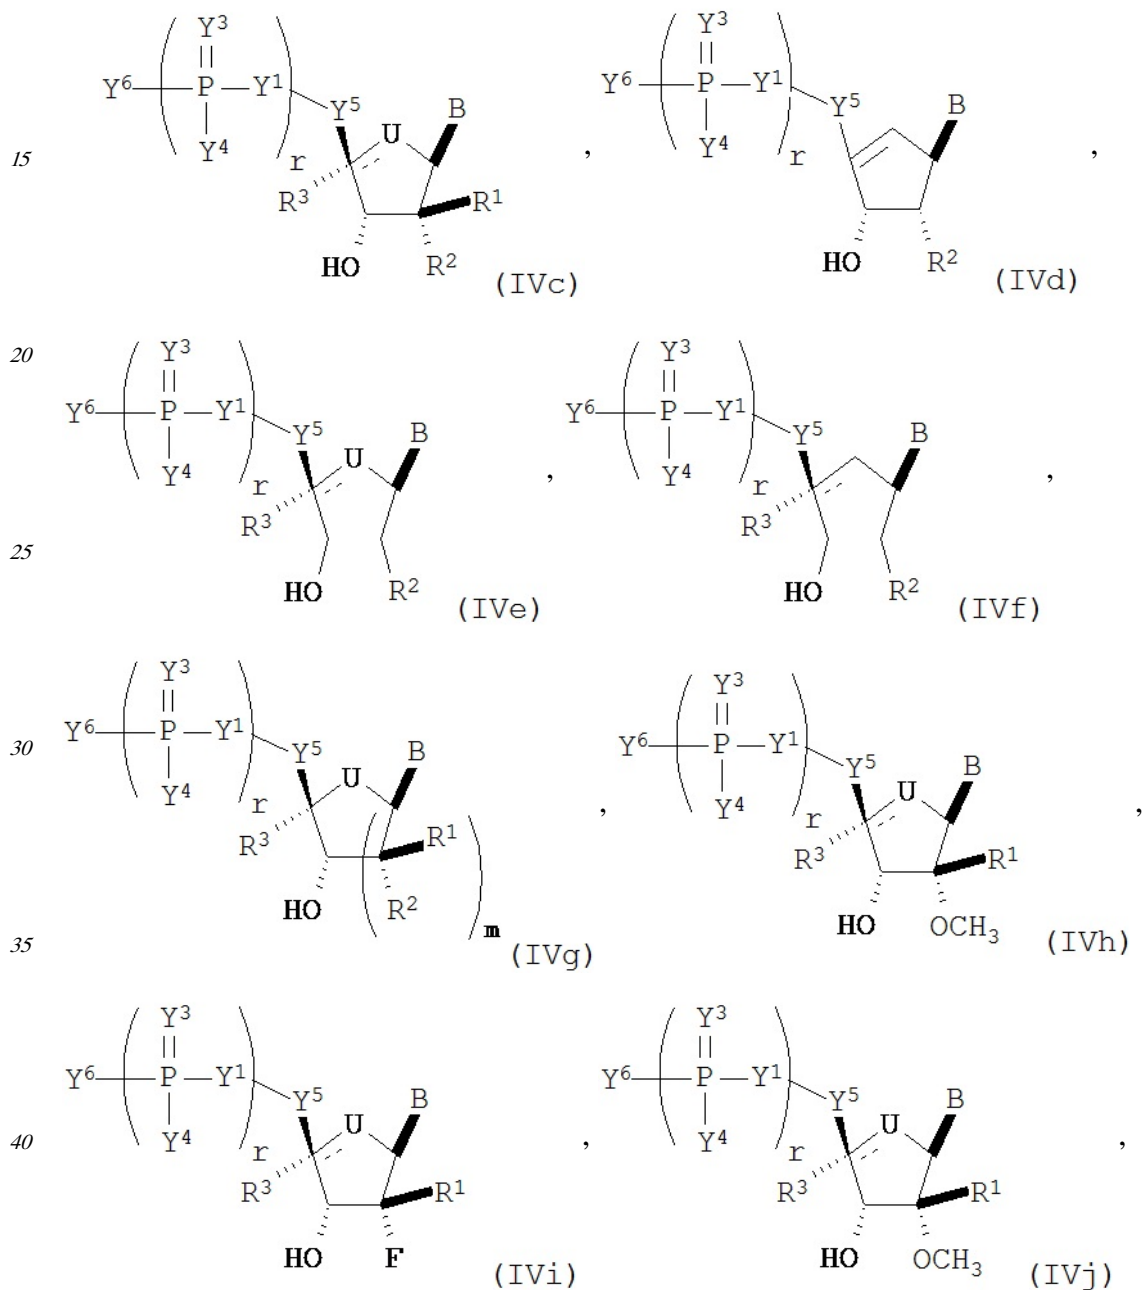 Y³ Y³
Y⁶ P Y¹ Y⁵ B Y⁶ P Y¹ Y⁵ B
Y⁴ r U Y⁴ r
15 , ,
R³ R¹
HO R² (IVc) HO R² (IVd)
20 Y³ Y³
Y⁶ P Y¹ Y⁵ B Y⁶ P Y¹ Y⁵ B
Y⁴ r U , Y⁴ r ,
R³ R³
25
HO R² (IVe) HO R² (IVf)
Y³ Y³
30 Y⁶ P Y¹ Y⁵ B Y⁶ P Y¹ Y⁵ B
Y⁴ r U , Y⁴ r U ,
R³ R¹ R³ R¹
HO R² m HO OCH₃
35 (IVg) (IVh)
Y³ Y³
Y⁶ P Y¹ Y⁵ B Y⁶ P Y¹ Y⁵ B
40 Y⁴ r U , Y⁴ r U ,
R³ R¹ R³ R¹
HO F (IVi) HO OCH₃ (IVj)